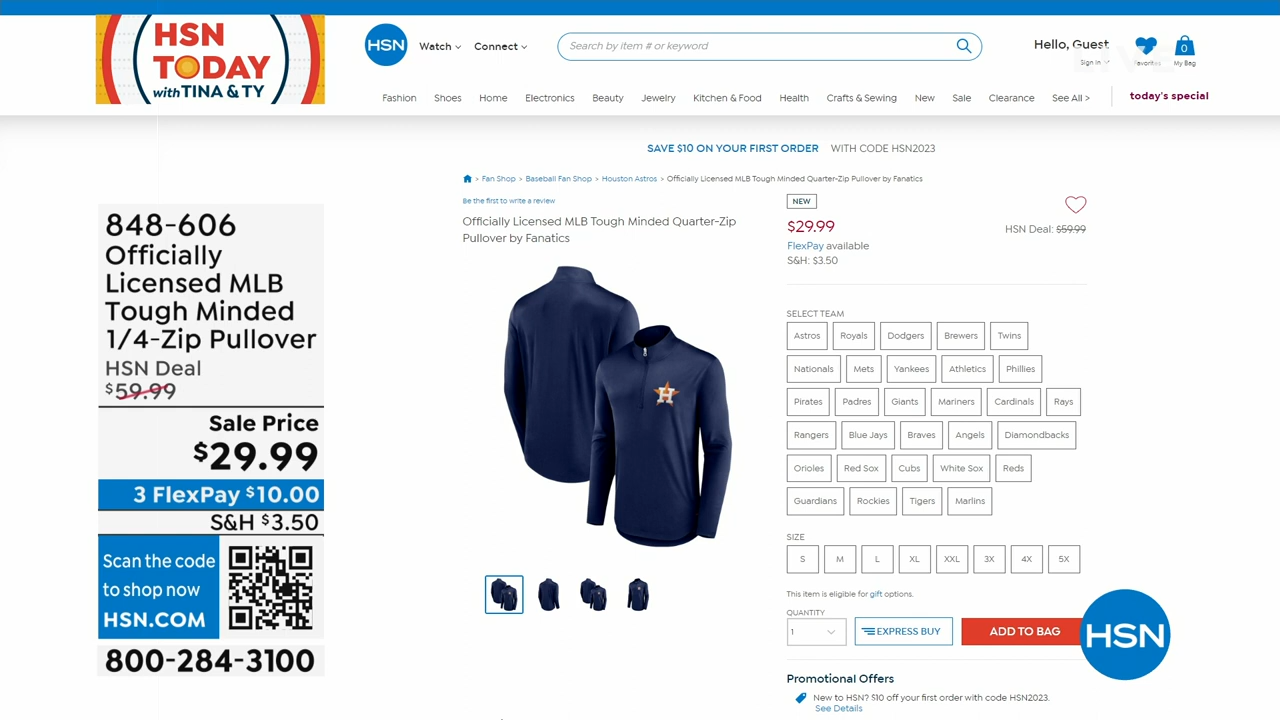 HSN
TODAY
with TINA & TY
HSN
Watch
Connect
Search by item # or keyword
Hello, Guest
Sign In
Favorites
0
My Bag
Fashion Shoes Home Electronics Beauty Jewelry Kitchen & Food Health Crafts & Sewing New Sale Clearance See All > today's special
SAVE $10 ON YOUR FIRST ORDER WITH CODE HSN2023
> Fan Shop > Baseball Fan Shop > Houston Astros > Officially Licensed MLB Tough Minded Quarter-Zip Pullover by Fanatics
848-606
Officially
Licensed MLB
Tough Minded
1/4-Zip Pullover
HSN Deal
$59.99
Sale Price
$29.99
3 FlexPay $10.00
S&H $3.50
Scan the code
to shop now
HSN.COM
800-284-3100
Be the first to write a review
Officially Licensed MLB Tough Minded Quarter-Zip
Pullover by Fanatics
H
NEW
$29.99
HSN Deal: $59.99
FlexPay available
S&H: $3.50
SELECT TEAM
Astros Royals Dodgers Brewers Twins
Nationals Mets Yankees Athletics Phillies
Pirates Padres Giants Mariners Cardinals Rays
Rangers Blue Jays Braves Angels Diamondbacks
Orioles Red Sox Cubs White Sox Reds
Guardians Rockies Tigers Marlins
SIZE
S M L XL XXL 3X 4X 5X
This item is eligible for gift options.
QUANTITY
1
EXPRESS BUY
ADD TO BAG
HSN
Promotional Offers
New to HSN? $10 off your first order with code HSN2023.
See Details